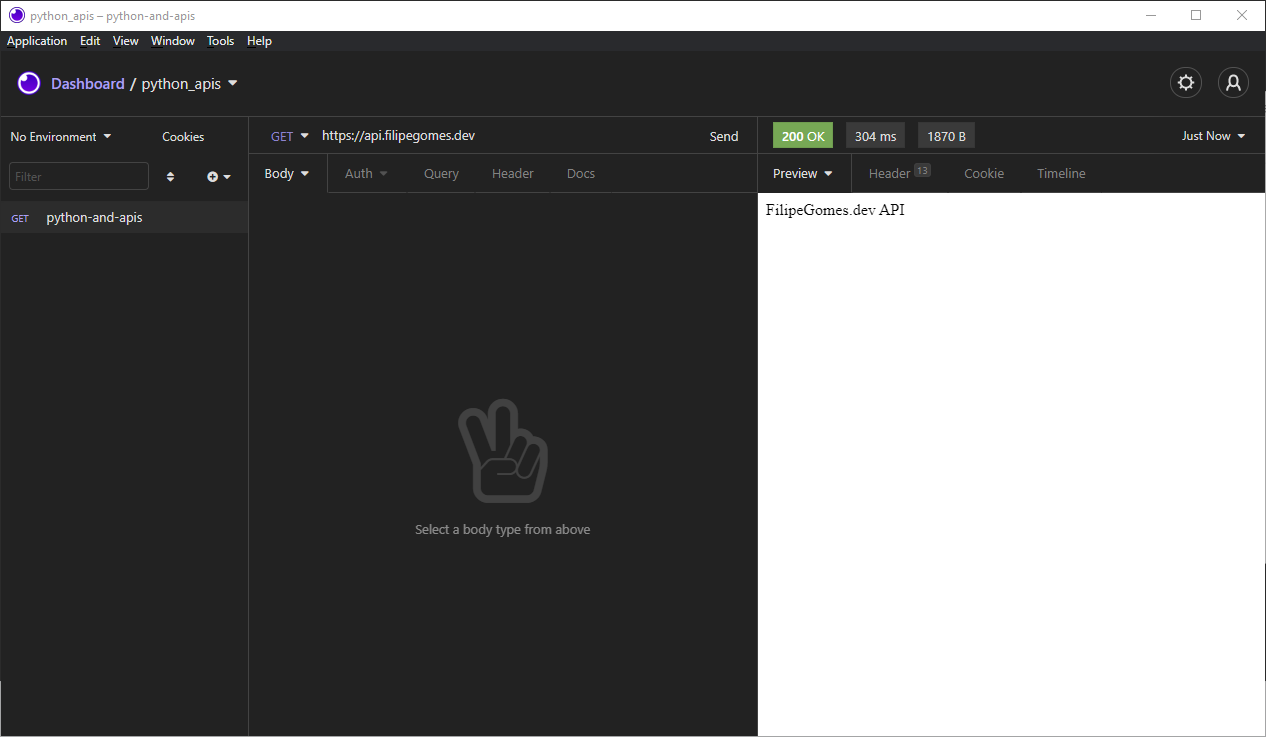 python_apis – python-and-apis
Application Edit View Window Tools Help
Dashboard / python_apis
No Environment Cookies
GET https://api.filipegomes.dev Send
200 OK 304 ms 1870 B Just Now
Filter
Body Auth Query Header Docs
Preview Header 13 Cookie Timeline
GET python-and-apis
FilipeGomes.dev API
Select a body type from above